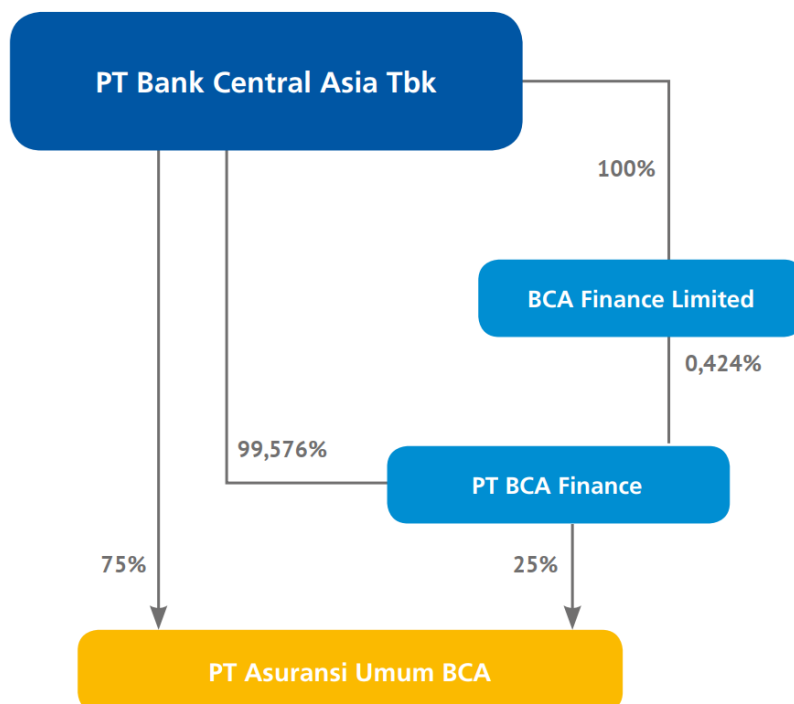 PT Bank Central Asia Tbk
100%
BCA Finance Limited
0,424%
99,576%
PT BCA Finance
75%
25%
PT Asuransi Umum BCA